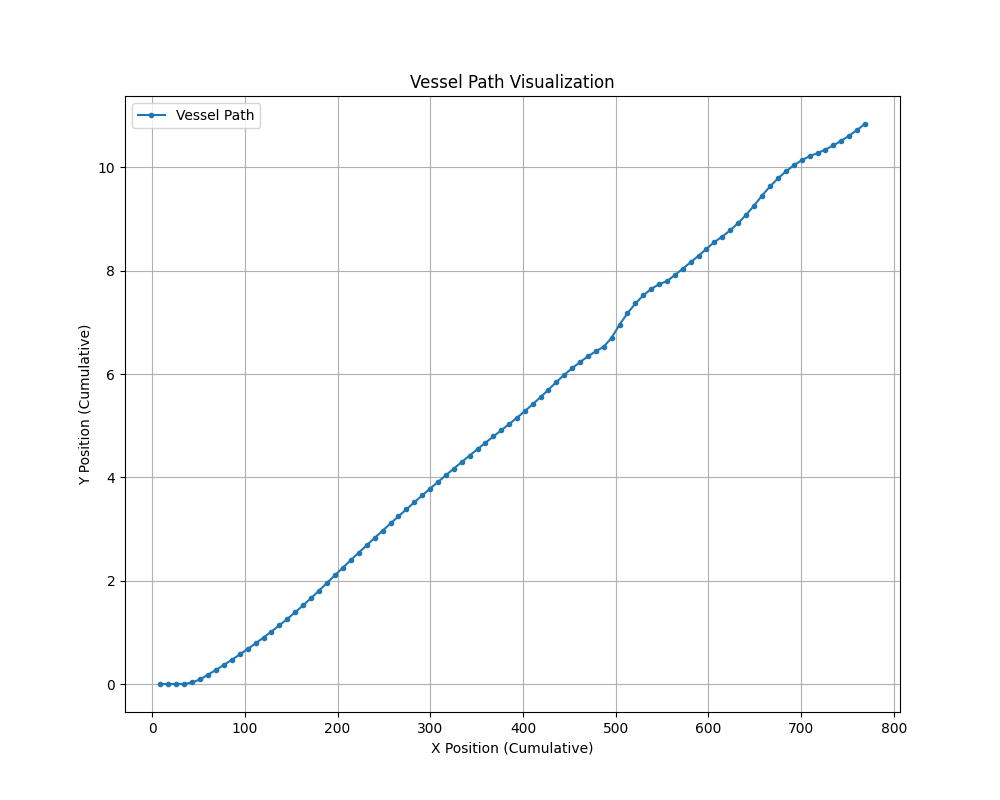 Vessel Path Visualization
Vessel Path
Y Position (Cumulative)
10
8
6
4
2
0
0 100 200 300 400 500 600 700 800
X Position (Cumulative)